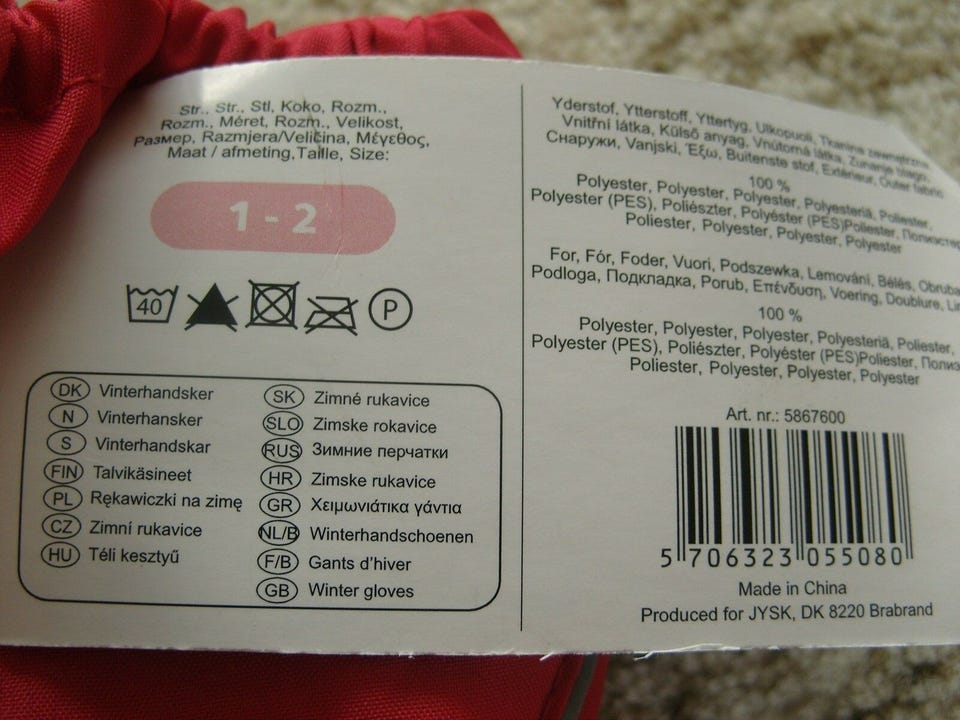 Str., Str., Stl, Koko, Rozm.,
Rozm., Méret, Rozm., Velikost,
Размер, Razmjera/Veličina, Μέγεθος,
Maat / afmeting,Taille, Size:
1 - 2
40
P
DK Vinterhandsker
N Vinterhansker
S Vinterhandskar
FIN Talvikäsineet
PL Rękawiczki na zimę
CZ Zimní rukavice
HU Téli kesztyű
SK Zimné rukavice
SLO Zimske rokavice
RUS Зимние перчатки
HR Zimske rukavice
GR Χειμωνιάτικα γάντια
NL/B Winterhandschoenen
F/B Gants d'hiver
GB Winter gloves
Yderstof, Ytterstoff, Yttertyg, Ulkopuoli, Tkanina zewnętrzna,
Vnitřní látka, Külső anyag, Vnútorná látka, Zunanje blago,
Снаружи, Vanjski, Έξω, Buitenste stof, Extérieur, Outer fabric
100 %
Polyester, Polyester, Polyester, Polyesteriä, Poliester,
Polyester (PES), Poliészter, Polyéster (PES)Poliester,
Poliester, Polyester, Polyester, Polyester
For, Fór, Foder, Vuori, Podszewka, Lemování, Bélés,
Podloga, Подкладка, Porub, Επένδυση, Voering, Doublure,
100 %
Polyester, Polyester, Polyester, Polyesteriä, Poliester,
Polyester (PES), Poliészter, Polyéster (PES)Poliester,
Poliester, Polyester, Polyester, Polyester
Art. nr.: 5867600
5 706323 055080
Made in China
Produced for JYSK, DK 8220 Brabrand